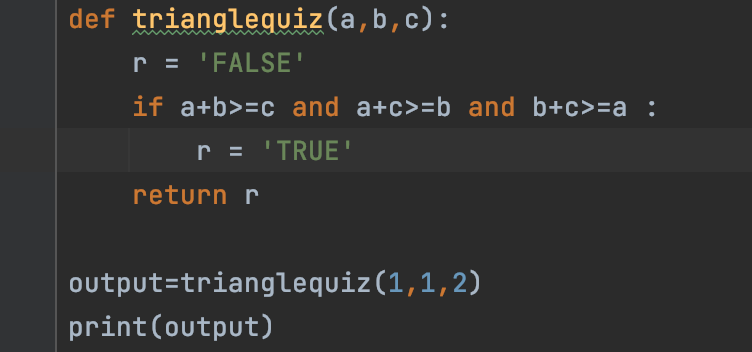 def trianglequiz(a,b,c):
    r = 'FALSE'
    if a+b>=c and a+c>=b and b+c>=a :
        r = 'TRUE'
    return r

output=trianglequiz(1,1,2)
print(output)